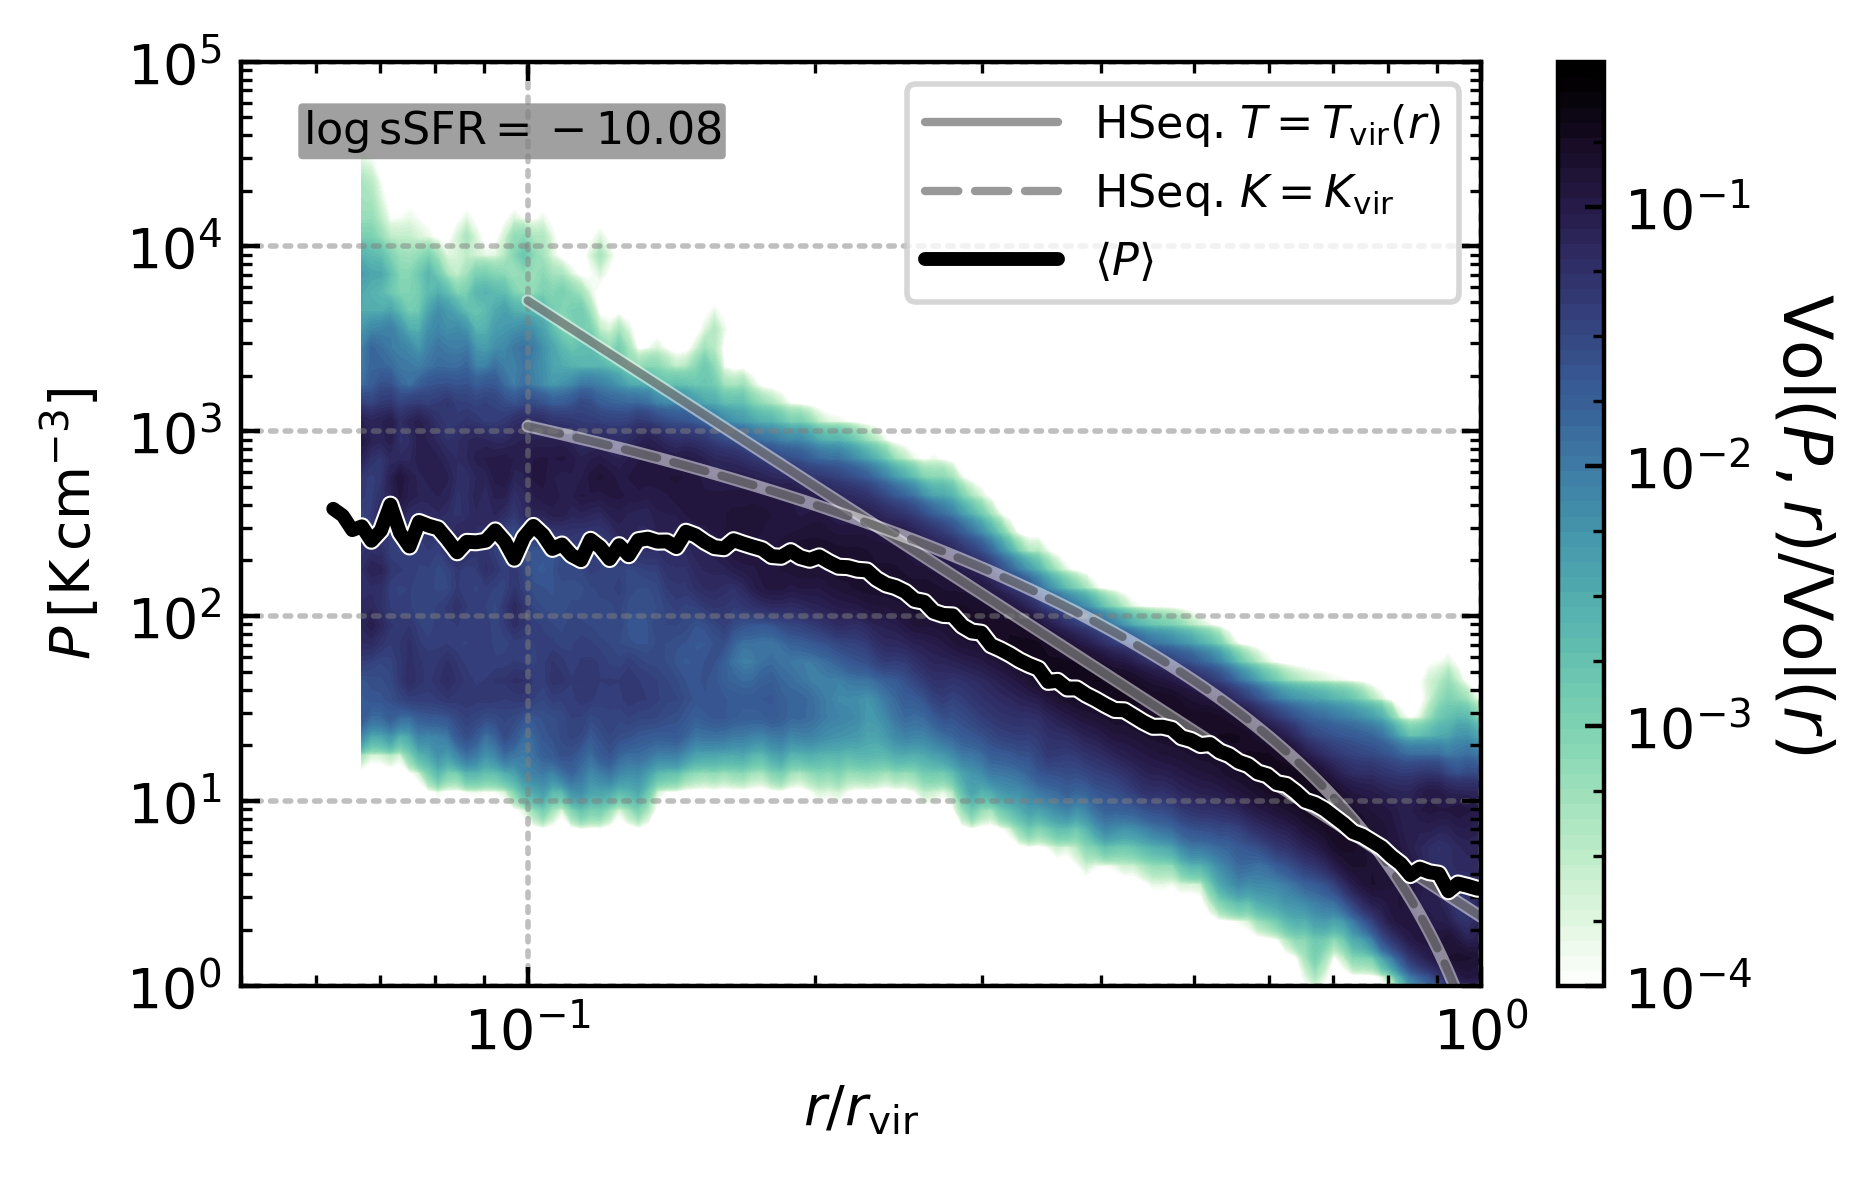 log sSFR = − 10.08
HSeq. T = T_vir(r)
HSeq. K = K_vir
⟨P⟩
10^5
10^4
10^3
10^2
10^1
10^0
P [K cm^−3]
10^−1
10^0
r/r_vir
10^−1
10^−2
10^−3
10^−4
Vol(P, r)/Vol(r)